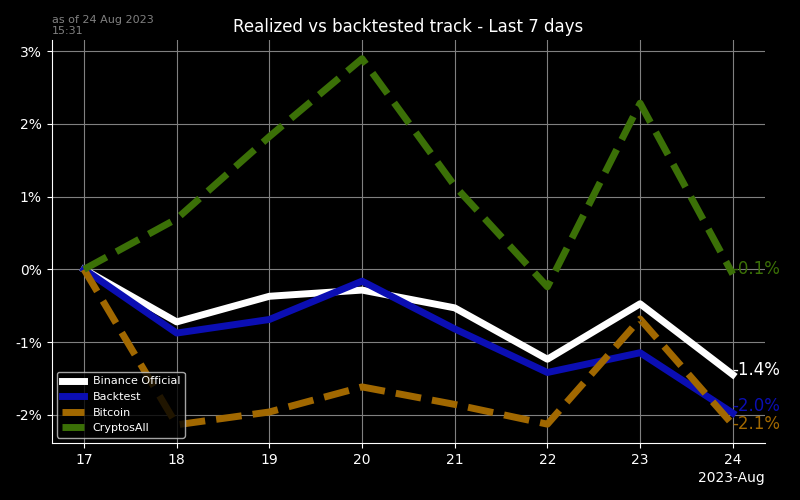 as of 24 Aug 2023
15:31
Realized vs backtested track - Last 7 days
3%
2%
1%
0%
-1%
-2%
-0.1%
-1.4%
-2.0%
-2.1%
Binance Official
Backtest
Bitcoin
CryptosAll
17 18 19 20 21 22 23 24
2023-Aug